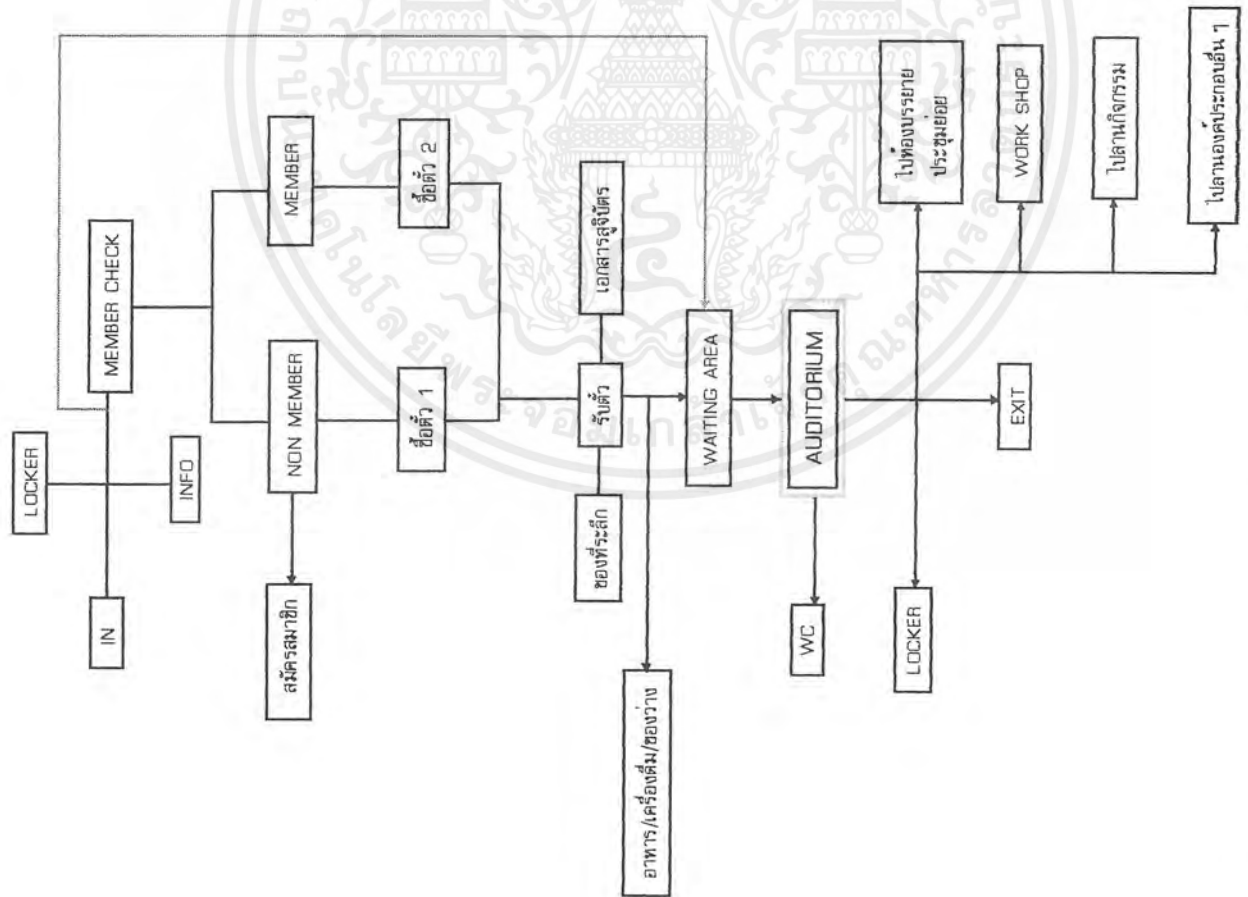 LOCKER
IN
INFO
MEMBER CHECK
สมัครสมาชิก
NON MEMBER
MEMBER
ซื้อตั๋ว 1
ซื้อตั๋ว 2
ของที่ระลึก
รับตั๋ว
เอกสารสูจิบัตร
อาหาร/เครื่องดื่ม/ของว่าง
WAITING AREA
WC
AUDITORIUM
LOCKER
EXIT
ไปห้องบรรยาย
ประชุมย่อย
WORK SHOP
ไปลานกิจกรรม
ไปลานองค์ประกอบอื่น ๆ